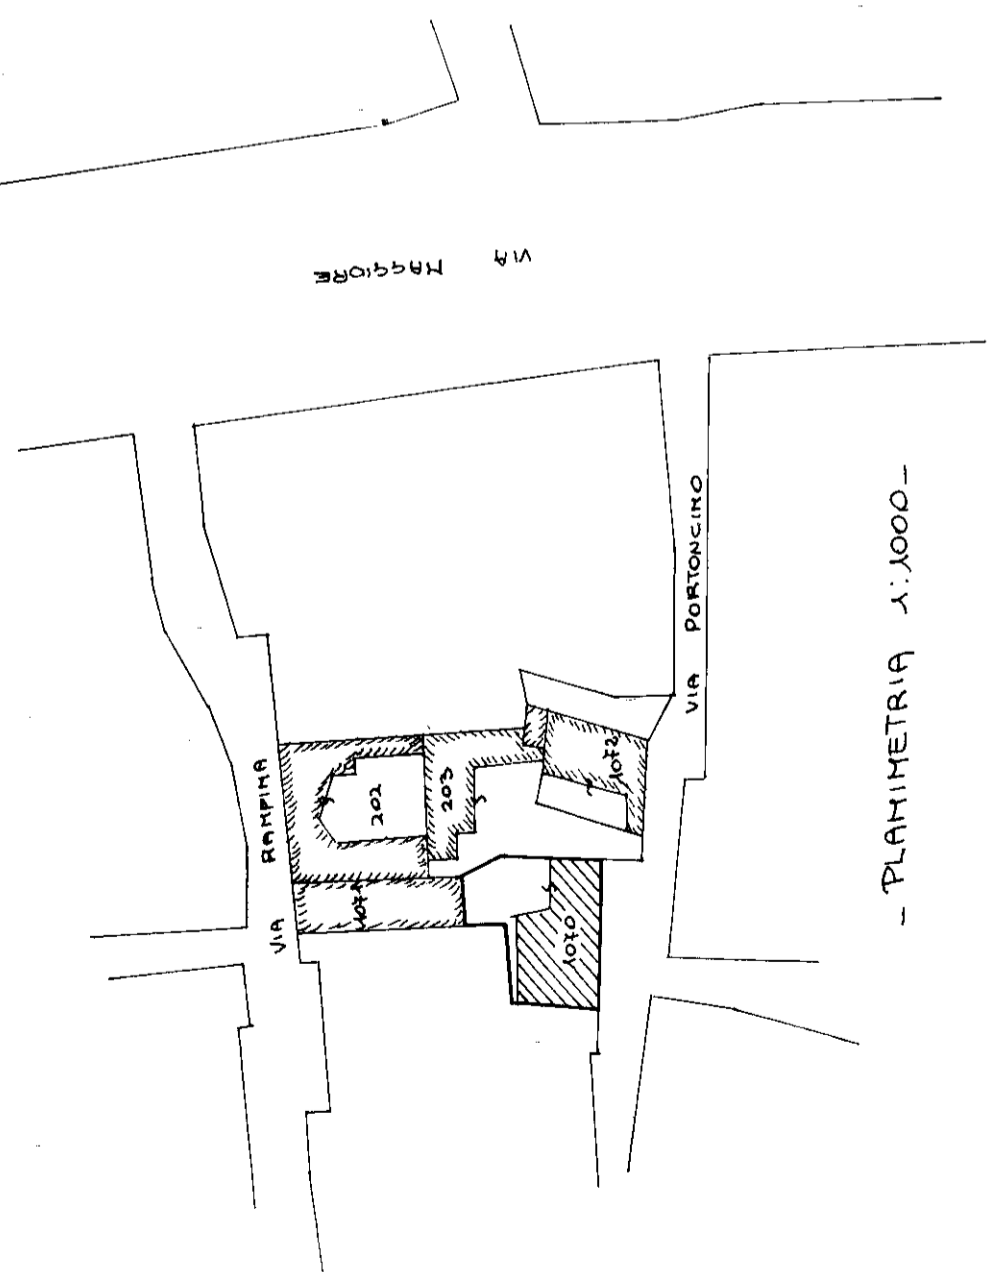 VIA MAGGIORE
VIA PORTONCINO
VIA RAMPINA
202
203
1072
1071
1070
- PLANIMETRIA 1:1000 -